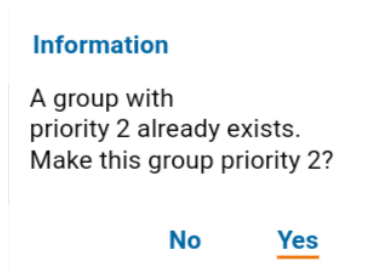 Information
A group with
priority 2 already exists.
Make this group priority 2?
No Yes